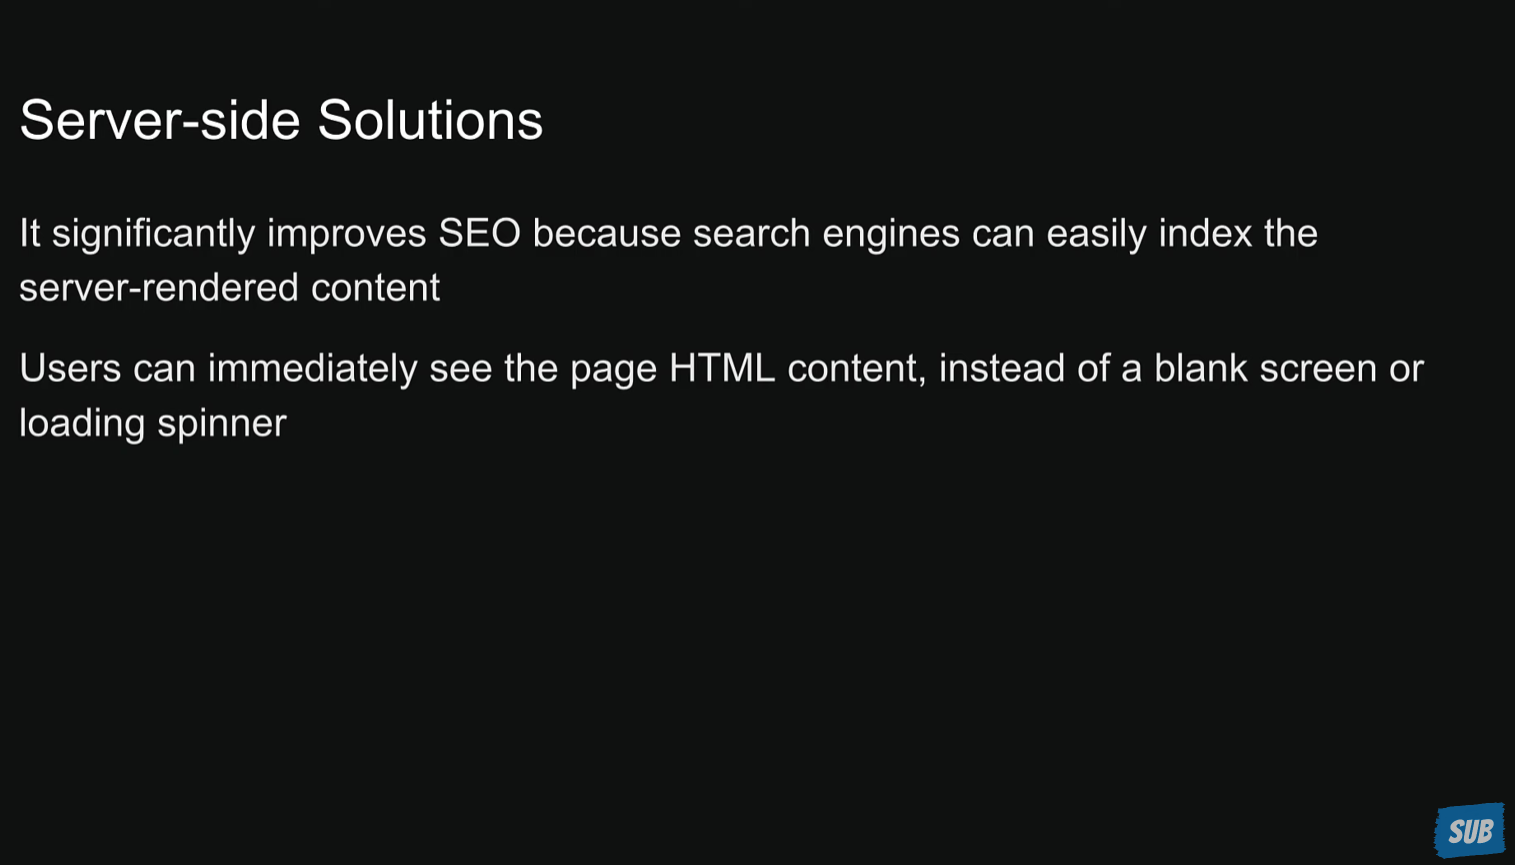 Server-side Solutions
It significantly improves SEO because search engines can easily index the
server-rendered content
Users can immediately see the page HTML content, instead of a blank screen or
loading spinner
SUB